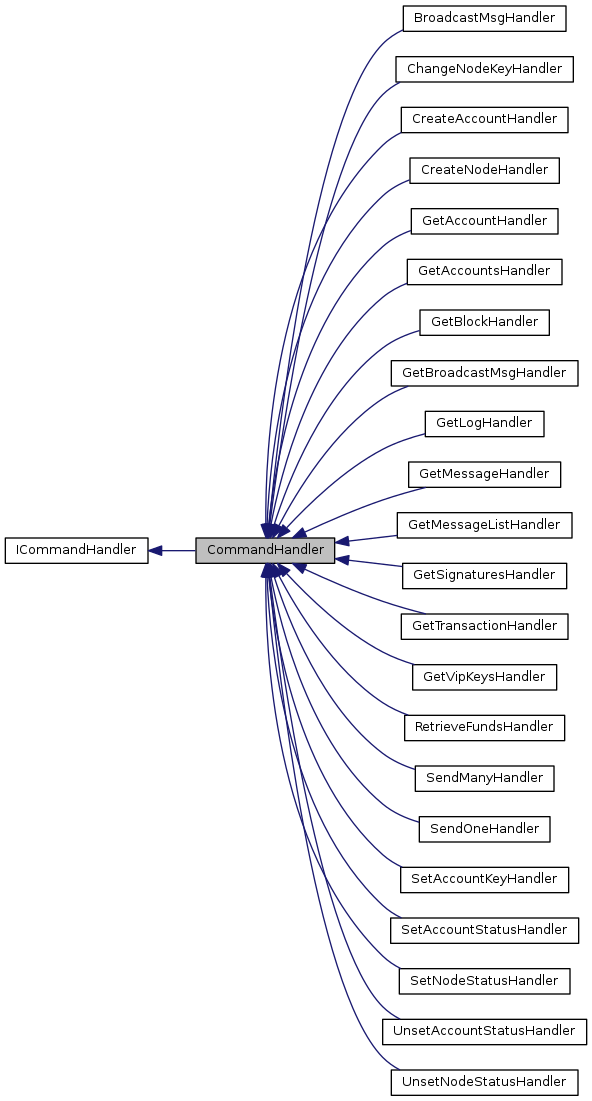 BroadcastMsgHandler
ChangeNodeKeyHandler
CreateAccountHandler
CreateNodeHandler
GetAccountHandler
GetAccountsHandler
GetBlockHandler
GetBroadcastMsgHandler
GetLogHandler
GetMessageHandler
GetMessageListHandler
ICommandHandler
CommandHandler
GetSignaturesHandler
GetTransactionHandler
GetVipKeysHandler
RetrieveFundsHandler
SendManyHandler
SendOneHandler
SetAccountKeyHandler
SetAccountStatusHandler
SetNodeStatusHandler
UnsetAccountStatusHandler
UnsetNodeStatusHandler